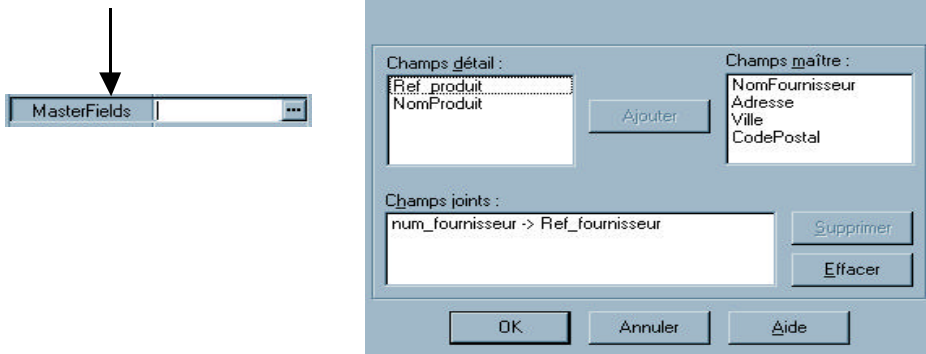 MasterFields
Champs détail :
Ref_produit
NomProduit
Ajouter
Champs maître :
NomFournisseur
Adresse
Ville
CodePostal
Champs joints :
num_fournisseur -> Ref_fournisseur
Supprimer
Effacer
OK
Annuler
Aide